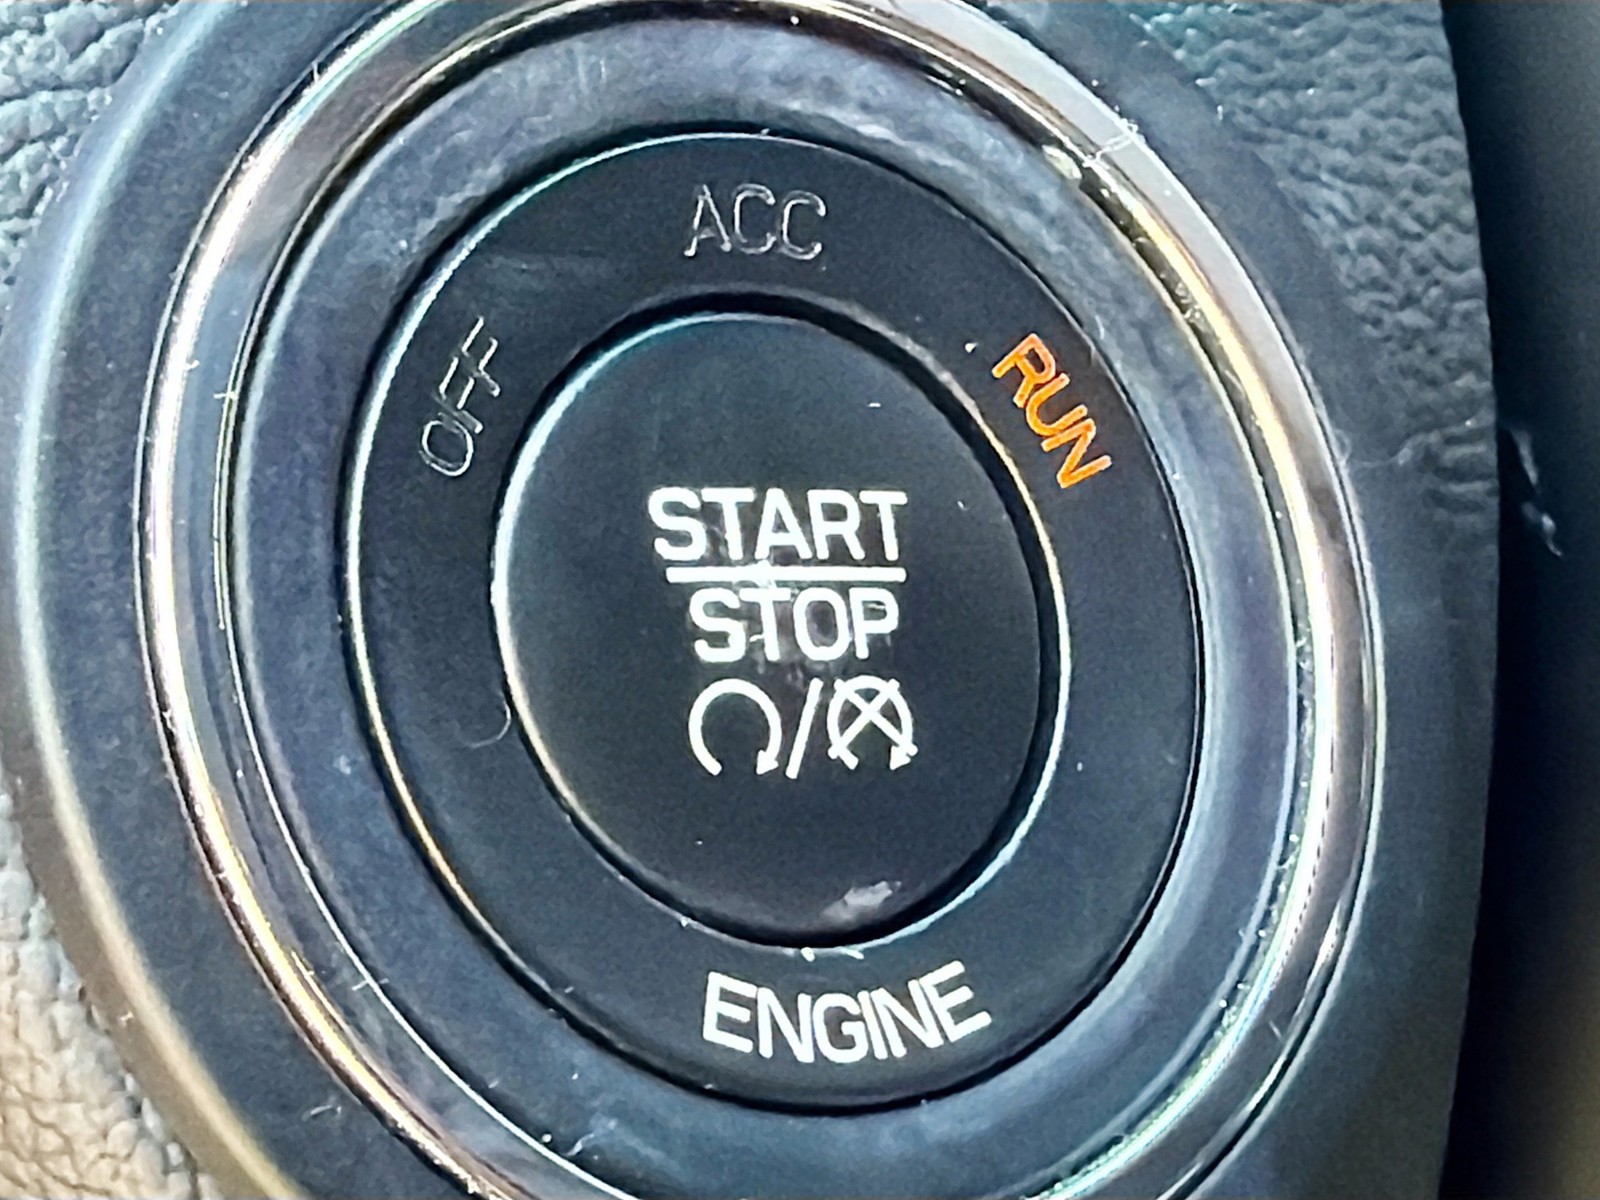 ACC
OFF
RUN
START
STOP
/
ENGINE